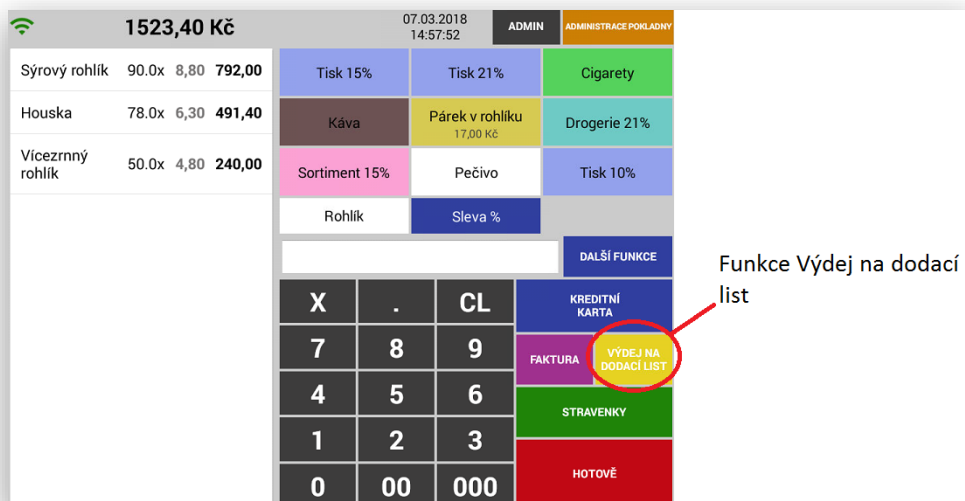 1523,40 Kč
07.03.2018
14:57:52
ADMIN
ADMINISTRACE POKLADNY
Sýrový rohlík 90.0x 8,80 792,00
Houska 78.0x 6,30 491,40
Vícezrnný
rohlík 50.0x 4,80 240,00
Tisk 15% Tisk 21% Cigarety
Káva Párek v rohlíku
17,00 Kč
Drogerie 21%
Sortiment 15% Pečivo Tisk 10%
Rohlík Sleva %
DALŠÍ FUNKCE
X . CL
KREDITNÍ
KARTA
7 8 9
FAKTURA
VÝDEJ NA
DODACÍ LIST
4 5 6
STRAVENKY
1 2 3
HOTOVĚ
0 00 000
Funkce Výdej na dodací
list